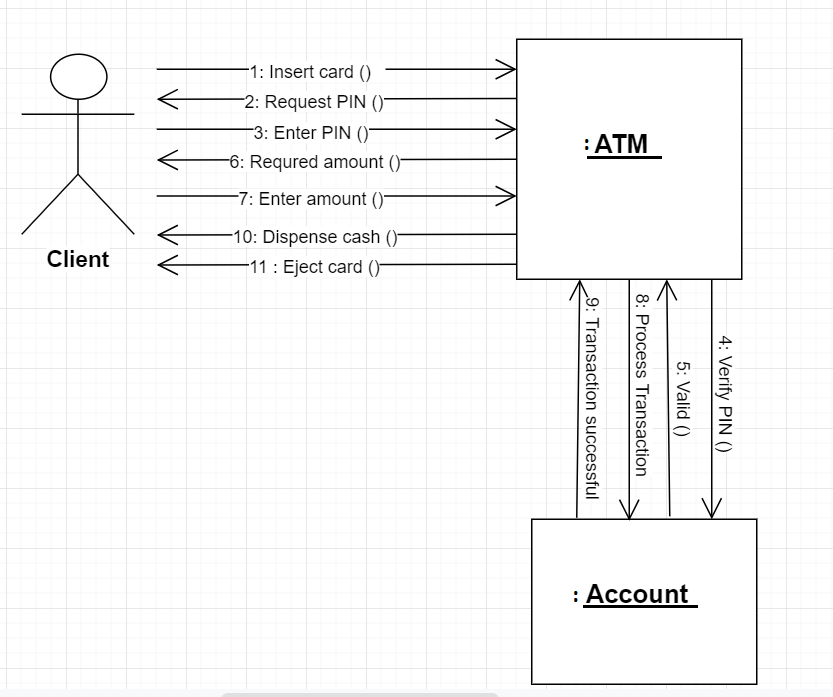 1: Insert card ()
2: Request PIN ()
3: Enter PIN ()
6: Requred amount ()
7: Enter amount ()
10: Dispense cash ()
11 : Eject card ()
Client
: ATM
9: Transaction successful
8: Process Transaction
5: Valid ()
4: Verify PIN ()
: Account